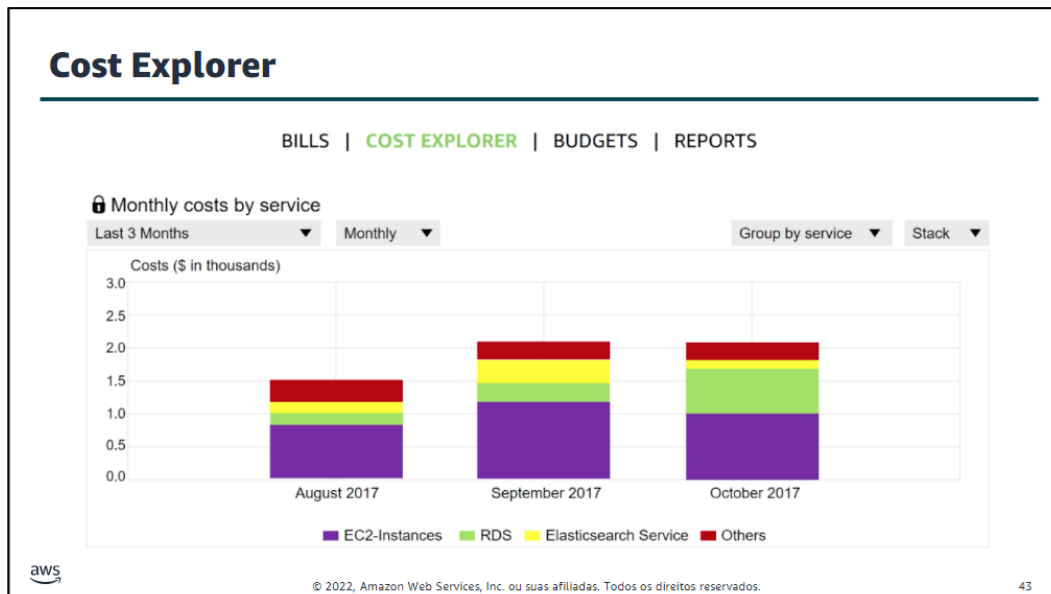 Cost Explorer
BILLS | COST EXPLORER | BUDGETS | REPORTS
Monthly costs by service
Last 3 Months Monthly Group by service Stack
Costs ($ in thousands)
3.0
2.5
2.0
1.5
1.0
0.5
0.0
August 2017 September 2017 October 2017
EC2-Instances RDS Elasticsearch Service Others
aws © 2022, Amazon Web Services, Inc. ou suas afiliadas. Todos os direitos reservados. 43